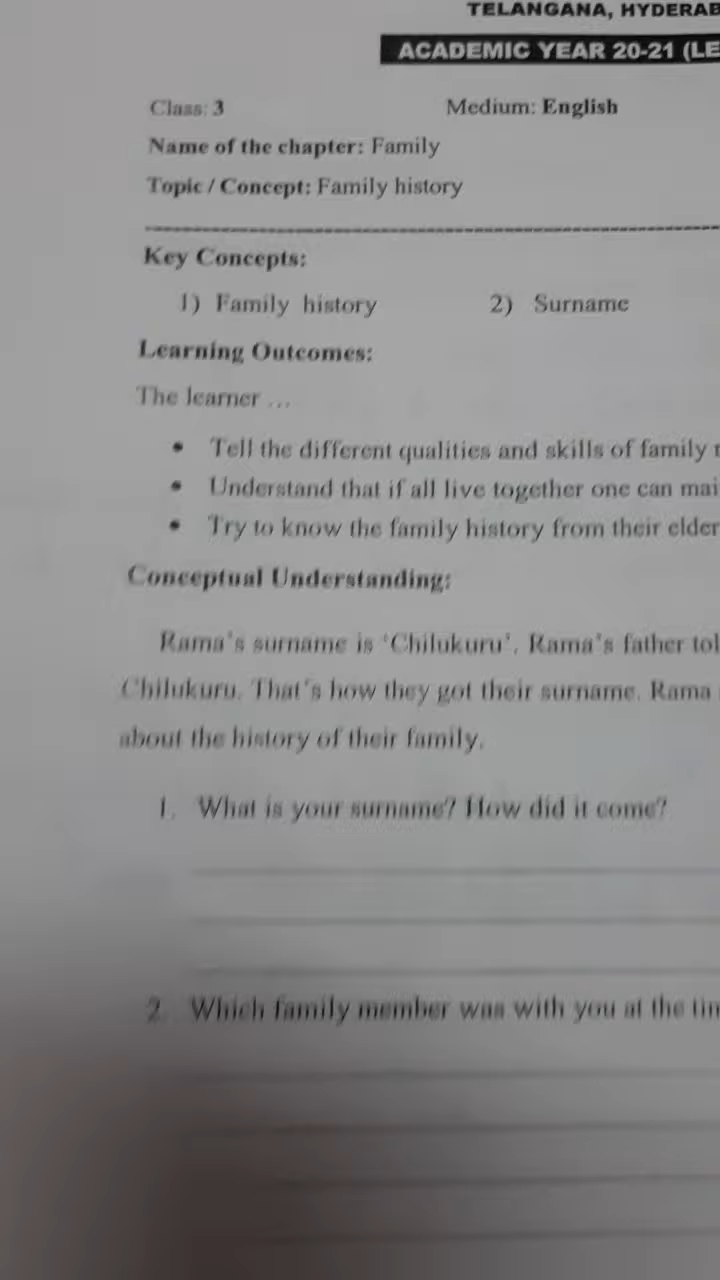 TELANGANA, HYDERAB
ACADEMIC YEAR 20-21 (LE
Class: 3 Medium: English
Name of the chapter: Family
Topic / Concept: Family history
Key Concepts:
1) Family history 2) Surname
Learning Outcomes:
The learner ...
• Tell the different qualities and skills of family
• Understand that if all live together one can mai
• Try to know the family history from their elder
Conceptual Understanding:
Rama's surname is 'Chilukuru'. Rama's father tol
Chilukuru. That's how they got their surname. Rama
about the history of their family.
1. What is your surname? How did it come?
2. Which family member was with you at the tim